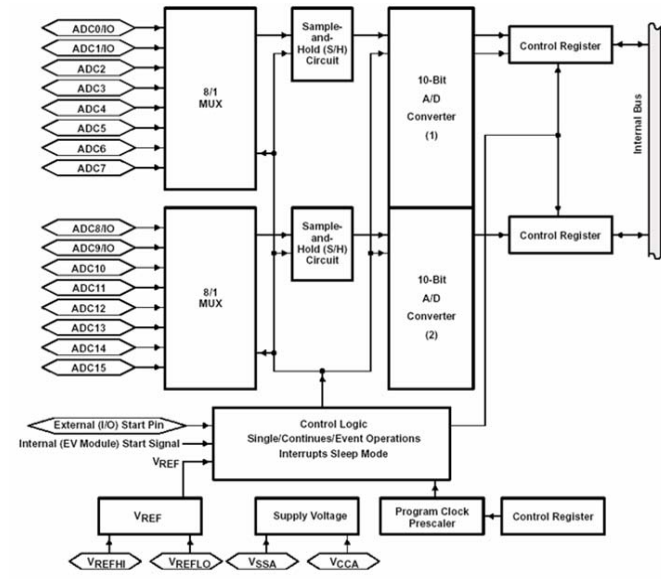 ADC0/IO
ADC1/IO
ADC2
ADC3
ADC4
ADC5
ADC6
ADC7
8/1
MUX
Sample-
and-
Hold (S/H)
Circuit
10-Bit
A/D
Converter
(1)
Control Register
Internal Bus
ADC8/IO
ADC9/IO
ADC10
ADC11
ADC12
ADC13
ADC14
ADC15
8/1
MUX
Sample-
and-
Hold (S/H)
Circuit
10-Bit
A/D
Converter
(2)
Control Register
External (I/O) Start Pin
Internal (EV Module) Start Signal
VREF
Control Logic
Single/Continues/Event Operations
Interrupts Sleep Mode
VREF
Supply Voltage
Program Clock
Prescaler
Control Register
VREFHI
VREFLO
VSSA
VCCA